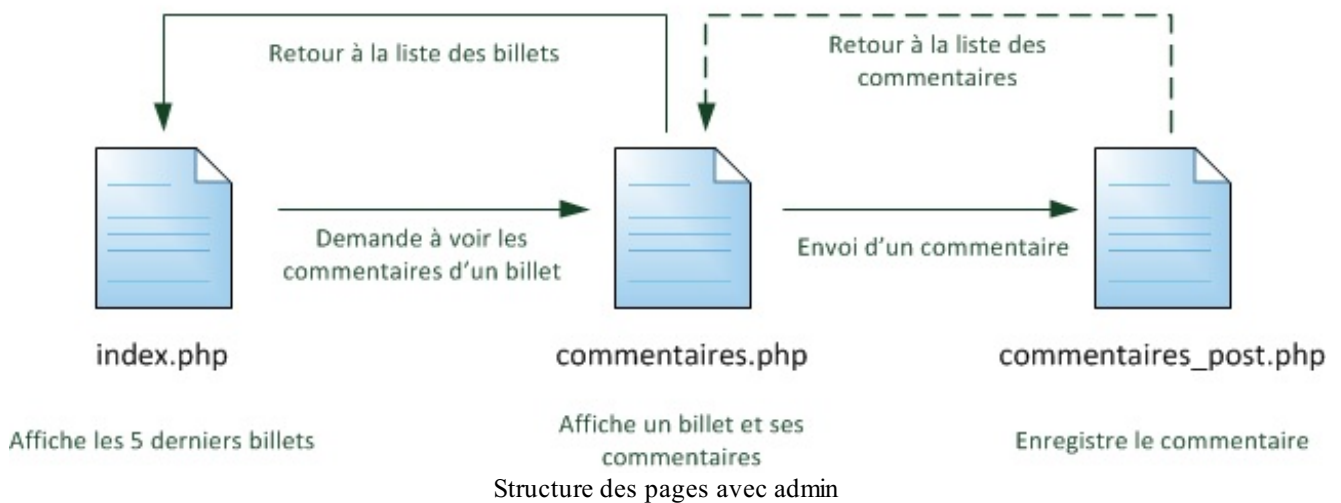 Retour à la liste des billets
Retour à la liste des
commentaires
Demande à voir les
commentaires d'un billet
Envoi d'un commentaire
index.php
commentaires.php
commentaires_post.php
Affiche les 5 derniers billets
Affiche un billet et ses
commentaires
Enregistre le commentaire
Structure des pages avec admin